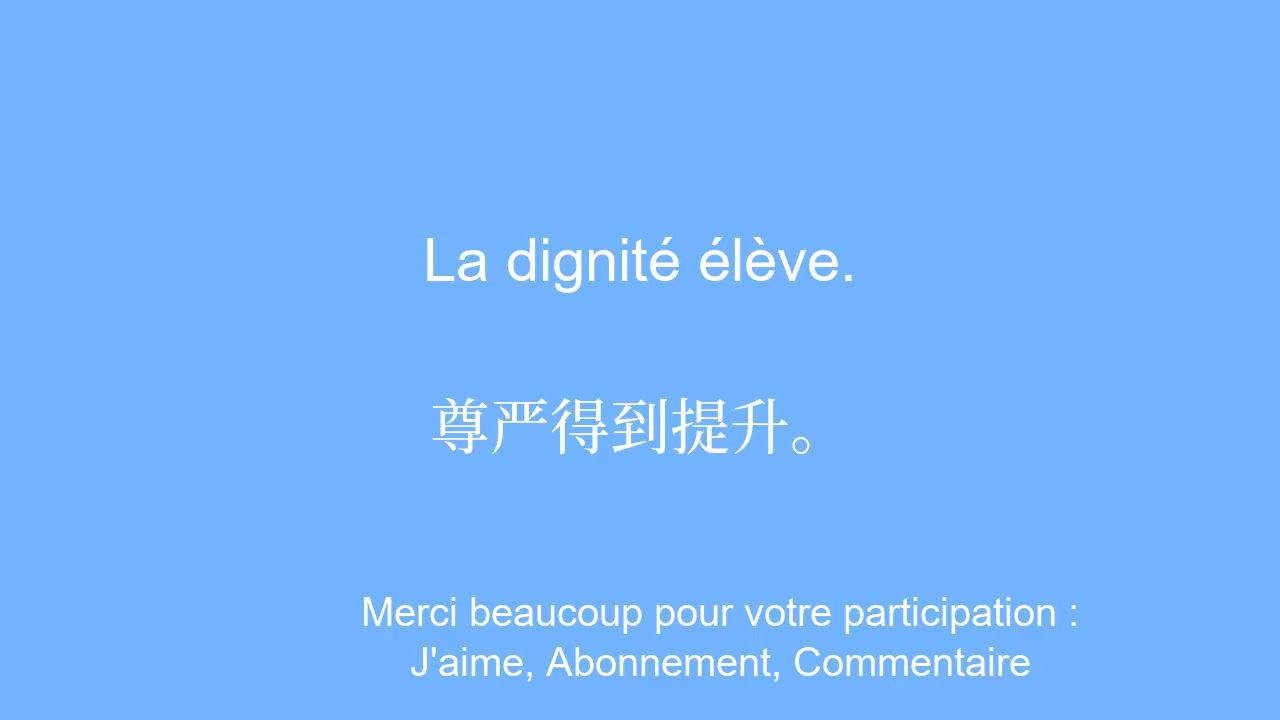 La dignité élève.
尊严得到提升。
Merci beaucoup pour votre participation :
J'aime, Abonnement, Commentaire